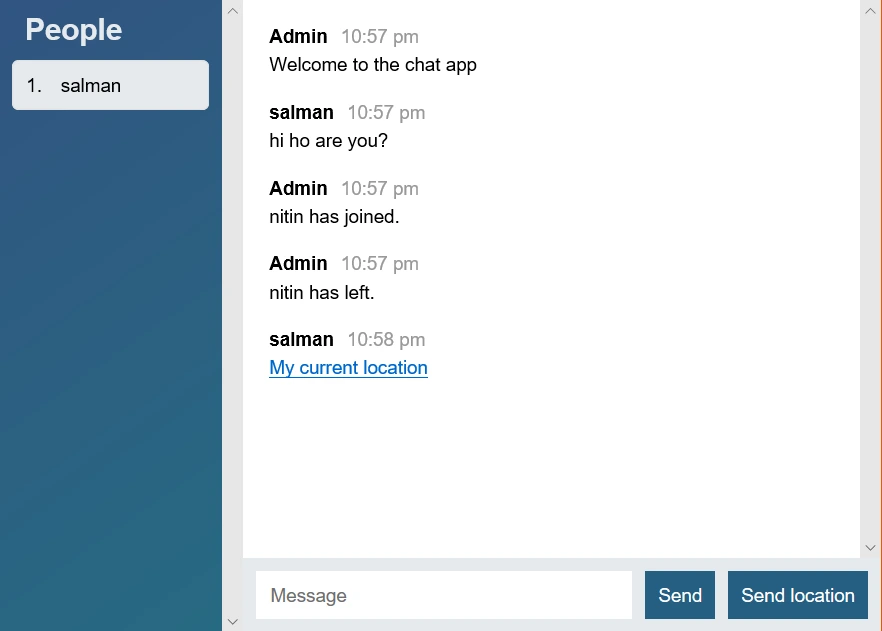 People
1. salman
Admin 10:57 pm
Welcome to the chat app
salman 10:57 pm
hi ho are you?
Admin 10:57 pm
nitin has joined.
Admin 10:57 pm
nitin has left.
salman 10:58 pm
My current location
Message
Send
Send location